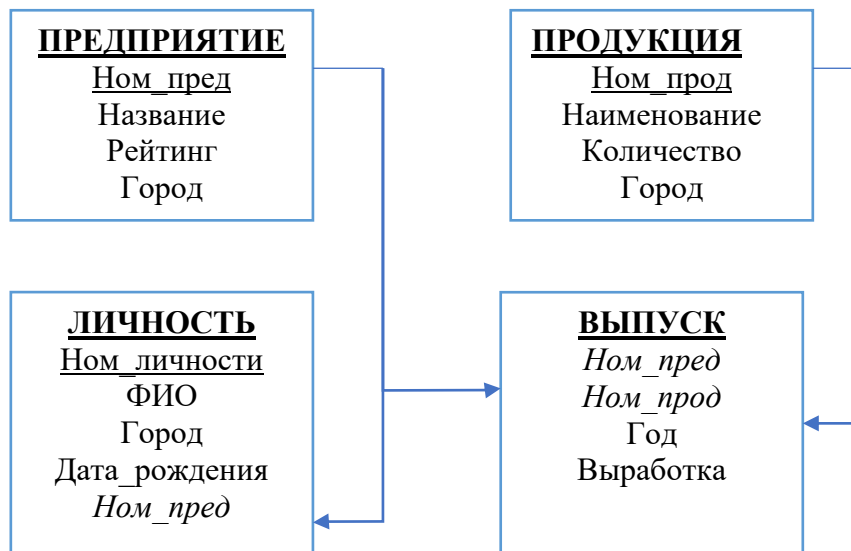 ПРЕДПРИЯТИЕ
Ном_пред
Название
Рейтинг
Город
ПРОДУКЦИЯ
Ном_прод
Наименование
Количество
Город
ЛИЧНОСТЬ
Ном_личности
ФИО
Город
Дата_рождения
Ном_пред
ВЫПУСК
Ном_пред
Ном_прод
Год
Выработка